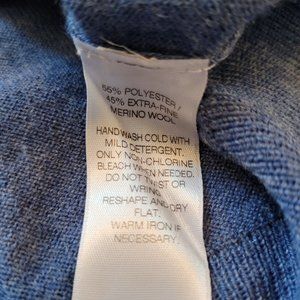 55% POLYESTER /
45% EXTRA-FINE
MERINO WOOL
HAND WASH COLD WITH
MILD DETERGENT.
ONLY NON-CHLORINE
BLEACH WHEN NEEDED.
DO NOT TWIST OR
WRING.
RESHAPE AND DRY
FLAT.
WARM IRON IF
NECESSARY.